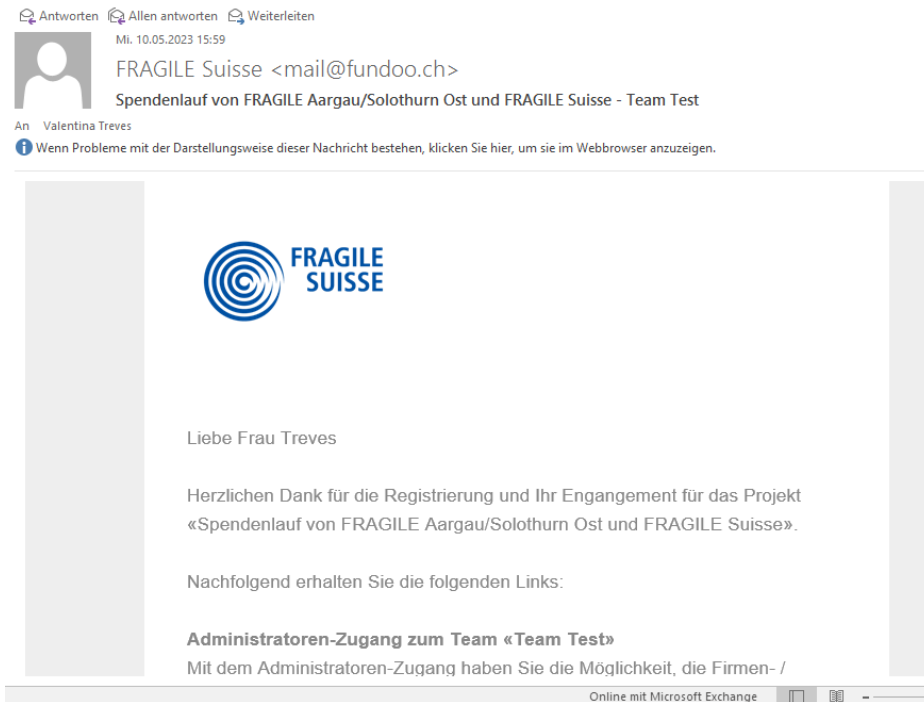 Antworten Allen antworten Weiterleiten
Mi. 10.05.2023 15:59
FRAGILE Suisse <mail@fundoo.ch>
Spendenlauf von FRAGILE Aargau/Solothurn Ost und FRAGILE Suisse - Team Test
An Valentina Treves
Wenn Probleme mit der Darstellungsweise dieser Nachricht bestehen, klicken Sie hier, um sie im Webbrowser anzuzeigen.
FRAGILE
SUISSE
Liebe Frau Treves
Herzlichen Dank für die Registrierung und Ihr Engangement für das Projekt
«Spendenlauf von FRAGILE Aargau/Solothurn Ost und FRAGILE Suisse».
Nachfolgend erhalten Sie die folgenden Links:
Administratoren-Zugang zum Team «Team Test»
Mit dem Administratoren-Zugang haben Sie die Möglichkeit, die Firmen- /
Online mit Microsoft Exchange